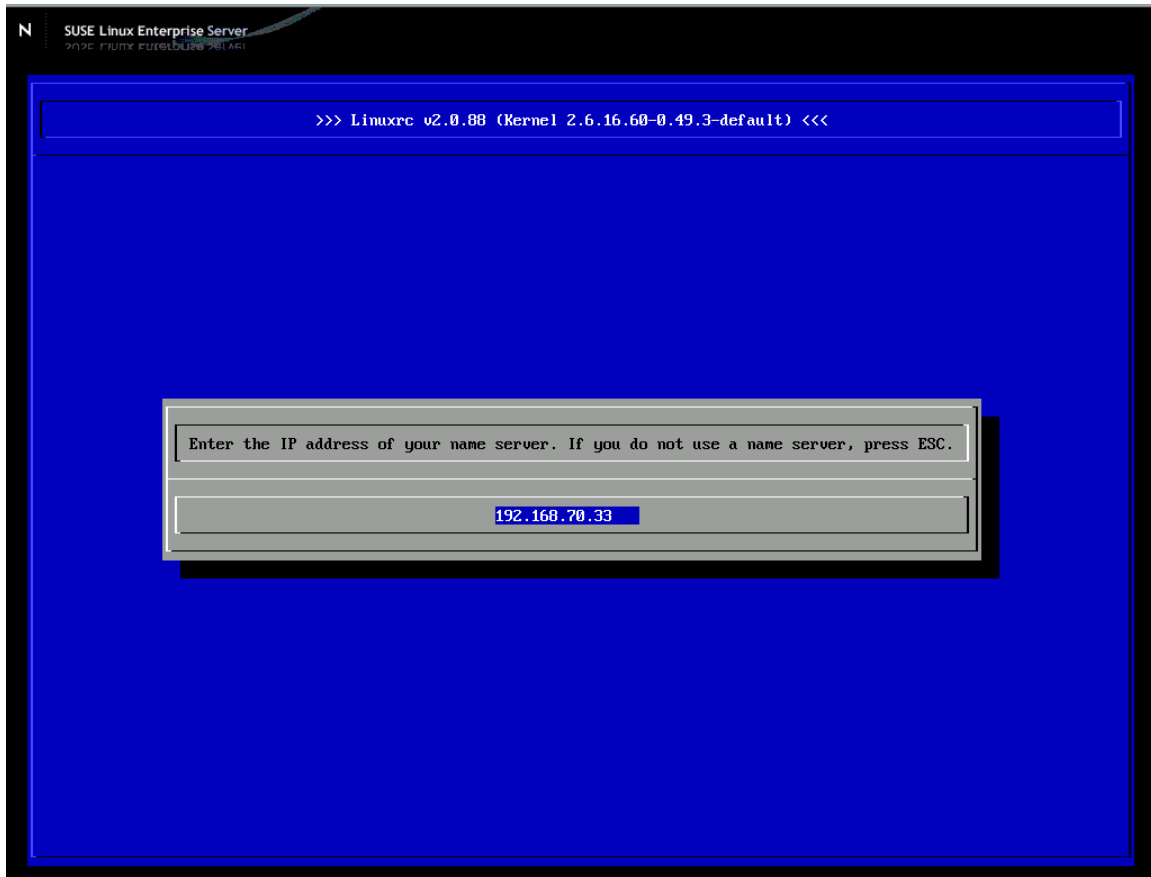 N
SUSE Linux Enterprise Server
>>> Linuxrc v2.0.88 (Kernel 2.6.16.60-0.49.3-default) <<<
Enter the IP address of your name server. If you do not use a name server, press ESC.
192.168.70.33